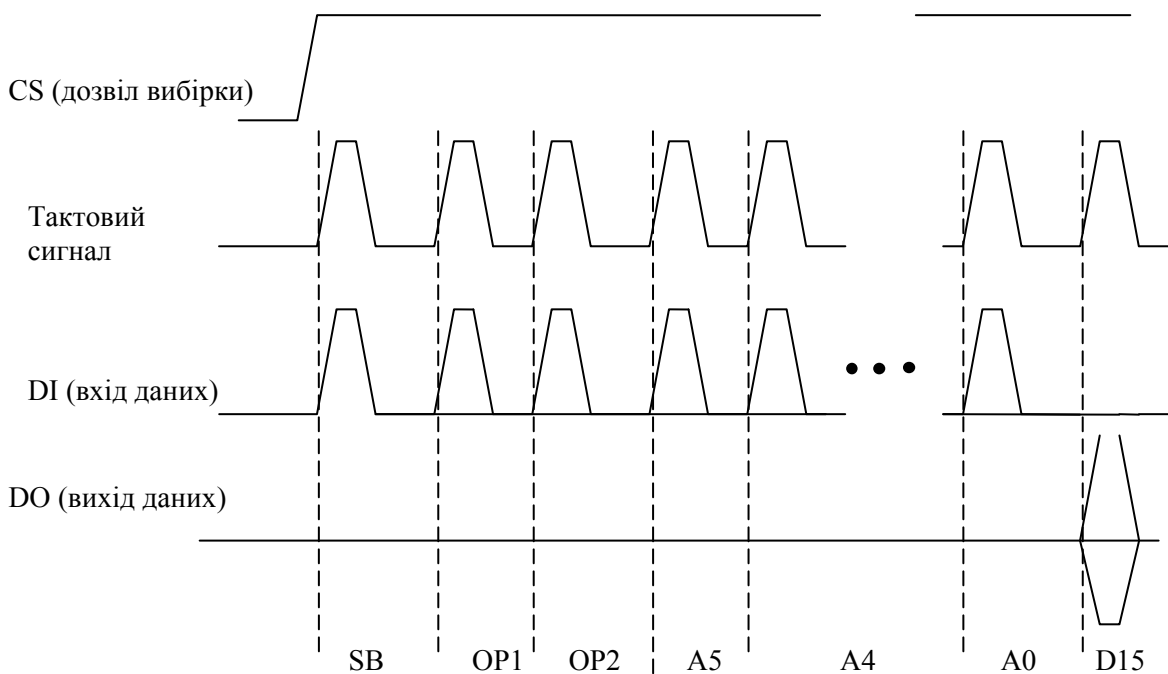 CS (дозвіл вибірки)
Тактовий
сигнал
DI (вхід даних)
DO (вихід даних)
SB OP1 OP2 A5 A4 A0 D15